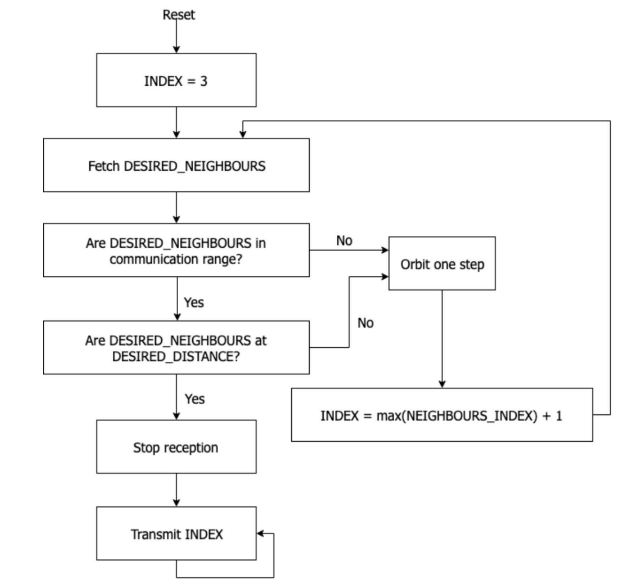 Reset
INDEX = 3
Fetch DESIRED_NEIGHBOURS
Are DESIRED_NEIGHBOURS in
communication range?
No
Orbit one step
Yes
No
Are DESIRED_NEIGHBOURS at
DESIRED_DISTANCE?
Yes
INDEX = max(NEIGHBOURS_INDEX) + 1
Stop reception
Transmit INDEX